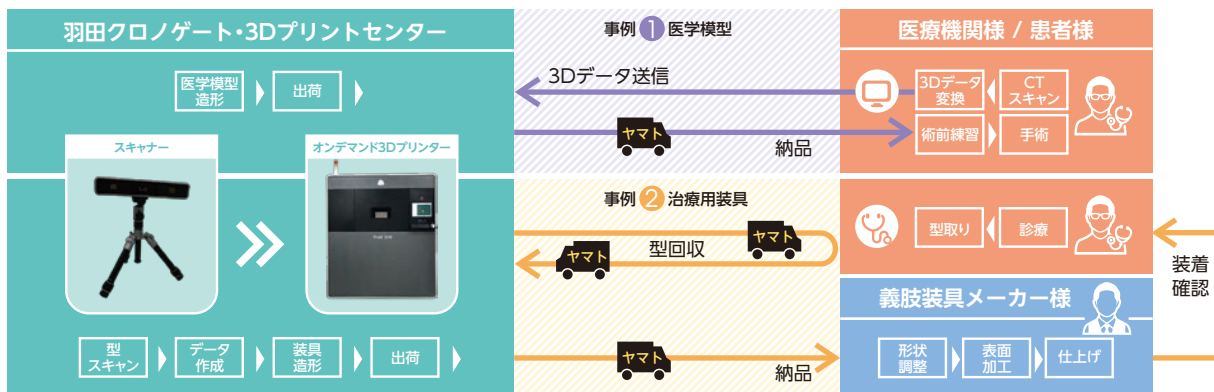 羽田クロノゲート・3Dプリントセンター
医学模型
造形
出荷
スキャナー
オンデマンド3Dプリンター
型
スキャン
データ
作成
装具
造形
出荷
事例 1 医学模型
3Dデータ送信
ヤマト
納品
事例 2 治療用装具
ヤマト
型回収
ヤマト
ヤマト
納品
医療機関様 / 患者様
3Dデータ
変換
CT
スキャン
術前練習
手術
型取り
診療
装着
確認
義肢装具メーカー様
形状
調整
表面
加工
仕上げ